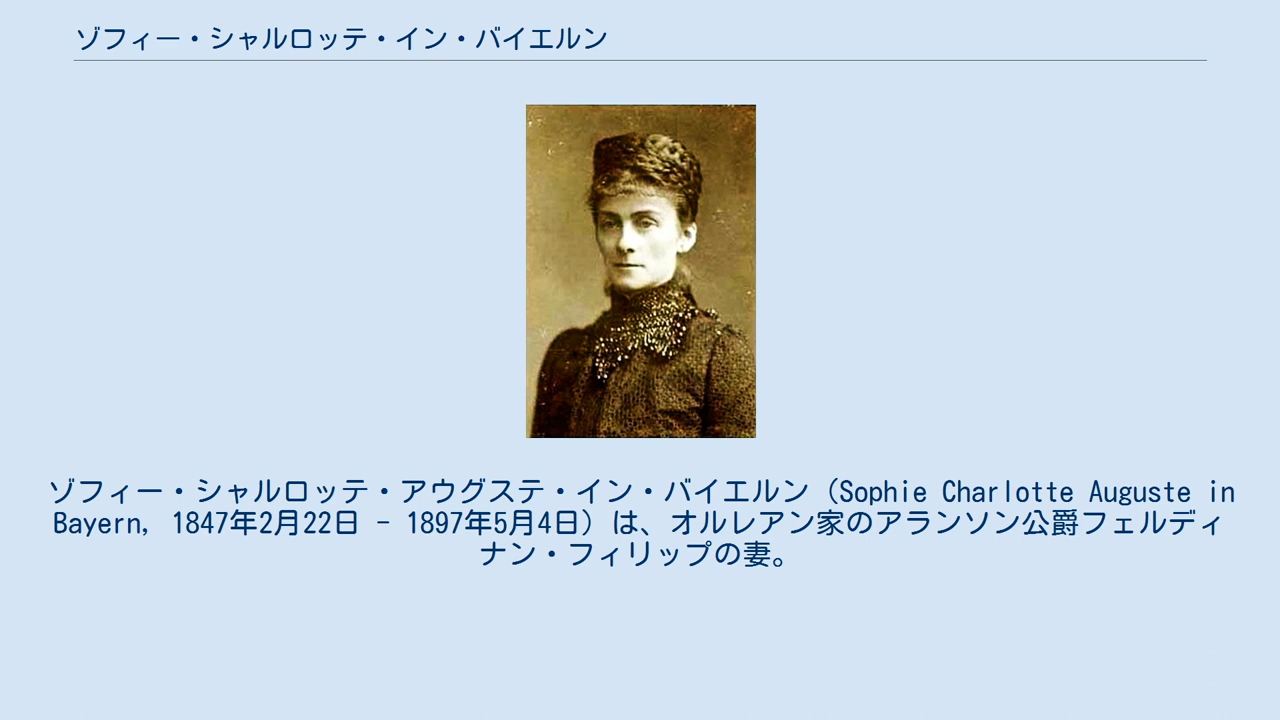 ゾフィー・シャルロッテ・イン・バイエルン
ゾフィー・シャルロッテ・アウグステ・イン・バイエルン（Sophie Charlotte Auguste in
Bayern, 1847年2月22日 - 1897年5月4日）は、オルレアン家のアランソン公爵フェルディ
ナン・フィリップの妻。